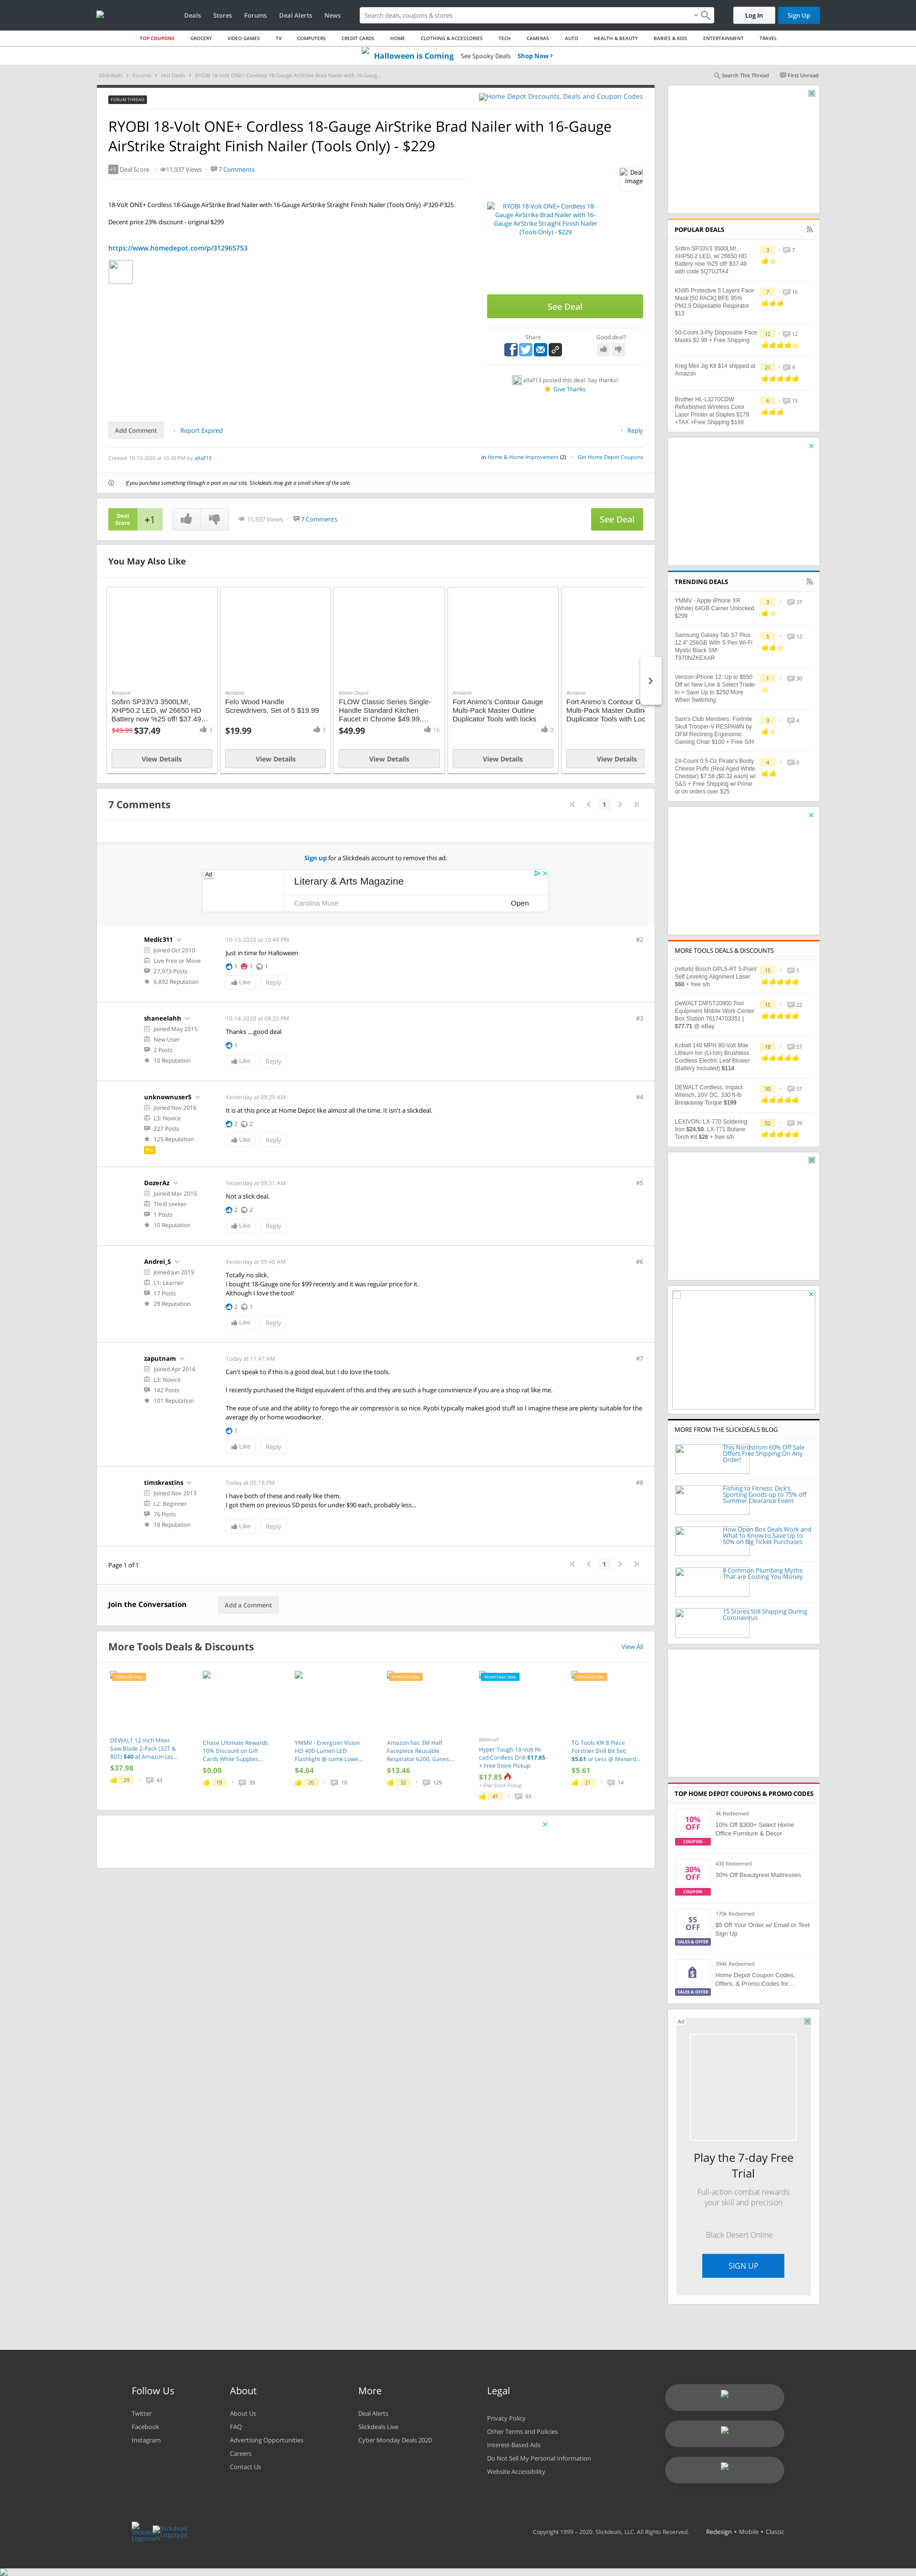 Deals Stores Forums Deal Alerts News
Search deals, coupons & stores
Log In
Sign Up
TOP COUPONS GROCERY VIDEO GAMES TV COMPUTERS CREDIT CARDS HOME CLOTHING & ACCESSORIES TECH CAMERAS AUTO HEALTH & BEAUTY BABIES & KIDS ENTERTAINMENT TRAVEL
Halloween is Coming See Spooky Deals Shop Now ›
Slickdeals › Forums › Hot Deals › RYOBI 18-Volt ONE+ Cordless 18-Gauge AirStrike Brad Nailer with 16-Gaug...
Search This Thread First Unread
FORUM THREAD
Home Depot Discounts, Deals and Coupon Codes
RYOBI 18-Volt ONE+ Cordless 18-Gauge AirStrike Brad Nailer with 16-Gauge
AirStrike Straight Finish Nailer (Tools Only) - $229
+1 Deal Score · 11,937 Views · 7 Comments
Deal
Image
18-Volt ONE+ Cordless 18-Gauge AirStrike Brad Nailer with 16-Gauge AirStrike Straight Finish Nailer (Tools Only) -P320-P325
Decent price 23% discount - original $299
https://www.homedepot.com/p/312965753
RYOBI 18-Volt ONE+ Cordless 18-
Gauge AirStrike Brad Nailer with 16-
Gauge AirStrike Straight Finish Nailer
(Tools Only) - $229
See Deal
Share
Good deal?
altaf13 posted this deal. Say thanks!
Give Thanks
Add Comment
· Report Expired
· Reply
Created 10-13-2020 at 10:38 PM by altaf13
in Home & Home Improvement (2) · Get Home Depot Coupons
If you purchase something through a post on our site, Slickdeals may get a small share of the sale.
Deal
Score
+1
11,937 Views · 7 Comments
See Deal
You May Also Like
Amazon
Sofirn SP33V3 3500LM!,
XHP50.2 LED, w/ 26650 HD
Battery now %25 off! $37.49...
$49.99 $37.49
3
View Details
Amazon
Felo Wood Handle
Screwdrivers, Set of 5 $19.99
$19.99
3
View Details
Home Depot
FLOW Classic Series Single-
Handle Standard Kitchen
Faucet in Chrome $49.99,...
$49.99
16
View Details
Amazon
Fort Animo's Contour Gauge
Multi-Pack Master Outline
Duplicator Tools with locks
0
View Details
Amazon
Fort Animo's Contour G
Multi-Pack Master Outlin
Duplicator Tools with Loc
View Details
7 Comments
1
Sign up for a Slickdeals account to remove this ad.
Ad
Literary & Arts Magazine
Carolina Muse
Open
Medic311
Joined Oct 2010
Live Free or Move
27,973 Posts
6,892 Reputation
10-13-2020 at 10:49 PM
#2
Just in time for Halloween
1 1 1
Like
Reply
shaneelahh
Joined May 2015
New User
2 Posts
10 Reputation
10-14-2020 at 08:20 PM
#3
Thanks ....good deal
1
Like
Reply
unknownuser5
Joined Nov 2016
L3: Novice
227 Posts
125 Reputation
Pro
Yesterday at 09:29 AM
#4
It is at this price at Home Depot like almost all the time. It isn't a slickdeal.
2 2
Like
Reply
DozerAz
Joined Mar 2015
Thrill seeker
1 Posts
10 Reputation
Yesterday at 09:31 AM
#5
Not a slick deal.
2 2
Like
Reply
Andrei_S
Joined Jun 2019
L1: Learner
17 Posts
29 Reputation
Yesterday at 09:40 AM
#6
Totally no slick.
I bought 18-Gauge one for $99 recently and it was regular price for it.
Although I love the tool!
2 1
Like
Reply
zaputnam
Joined Apr 2016
L3: Novice
142 Posts
101 Reputation
Today at 11:47 AM
#7
Can't speak to if this is a good deal, but I do love the tools.
I recently purchased the Ridgid equivalent of this and they are such a huge convinience if you are a shop rat like me.
The ease of use and the ability to forego the air compressor is so nice. Ryobi typically makes good stuff so I imagine these are plenty suitable for the
average diy or home woodworker.
1
Like
Reply
timskrastins
Joined Nov 2013
L2: Beginner
76 Posts
18 Reputation
Today at 05:18 PM
#8
I have both of these and really like them.
I got them on previous SD posts for under $90 each, probably less...
Like
Reply
Page 1 of 1
1
Join the Conversation
Add a Comment
More Tools Deals & Discounts
View All
POPULAR DEAL
DEWALT 12-Inch Miter
Saw Blade 2-Pack (32T &
80T) $40 at Amazon (as...
$37.98
29 · 43
Chase Ultimate Rewards
10% Discount on Gift
Cards While Supplies...
$0.00
19 · 39
YMMV - Energizer Vision
HD 400-Lumen LED
Flashlight @ some Lowe...
$4.64
20 · 10
POPULAR DEAL
Amazon has 3M Half
Facepiece Reusable
Respirator 6200, Gases,...
$13.46
32 · 129
FRONTPAGE DEAL
Walmart
Hyper Tough 18-Volt Ni-
cad Cordless Drill $17.85
+ Free Store Pickup
$17.85
+ Free Store Pickup
47 · 93
POPULAR DEAL
TG Tools KIK 8 Piece
Forstner Drill Bit Set:
$5.61 or Less @ Menard...
$5.61
21 · 14
POPULAR DEALS
Sofirn SP33V3 3500LM!,
XHP50.2 LED, w/ 26650 HD
Battery now %25 off! $37.49
with code 5Q7UJTA4
3 · 7
KN95 Protective 5 Layers Face
Mask [50 PACK] BFE 95%
PM2.5 Disposable Respirator
$13
7 · 15
50-Count 3-Ply Disposable Face
Masks $2.99 + Free Shipping
12 · 12
Kreg Mini Jig Kit $14 shipped at
Amazon
21 · 9
Brother HL-L3270CDW
Refurbished Wireless Color
Laser Printer at Staples $179
+TAX +Free Shipping $169
6 · 15
TRENDING DEALS
YMMV - Apple iPhone XR
(White) 64GB Carrier Unlocked
$299
3 · 37
Samsung Galaxy Tab S7 Plus
12.4" 256GB With S Pen Wi-Fi
Mystic Black SM-
T970NZKEXAR
5 · 12
Verizon iPhone 12: Up to $550
Off w/ New Line & Select Trade-
In + Save Up to $250 More
When Switching
1 · 30
Sam's Club Members: Fortnite
Skull Trooper-V RESPAWN by
OFM Reclining Ergonomic
Gaming Chair $100 + Free S/H
3 · 4
24-Count 0.5-Oz Pirate's Booty
Cheese Puffs (Real Aged White
Cheddar) $7.58 ($0.32 each) w/
S&S + Free Shipping w/ Prime
or on orders over $25
4 · 0
MORE TOOLS DEALS & DISCOUNTS
(refurb) Bosch GPL5-RT 5-Point
Self Leveling Alignment Laser
$60 + free s/h
15 · 5
DeWALT DWST20800 Tool
Equipment Mobile Work Center
Box Station 76174703351 |
$77.71 @ eBay
15 · 22
Kobalt 140 MPH 80-Volt Max
Lithium Ion (Li-Ion) Brushless
Cordless Electric Leaf Blower
(Battery Included) $114
18 · 57
DEWALT Cordless, Impact
Wrench, 20V DC, 330 ft-lb
Breakaway Torque $199
30 · 57
LEXIVON: LX-770 Soldering
Iron $24.50, LX-771 Butane
Torch Kit $26 + free s/h
52 · 39
MORE FROM THE SLICKDEALS BLOG
This Nordstrom 60% Off Sale
Offers Free Shipping On Any
Order!
Fishing to Fitness: Dick's
Sporting Goods up to 75% off
Summer Clearance Event
How Open Box Deals Work and
What to Know to Save Up to
50% on Big Ticket Purchases
8 Common Plumbing Myths
That are Costing You Money
15 Stores Still Shipping During
Coronavirus
TOP HOME DEPOT COUPONS & PROMO CODES
10%
OFF
COUPON
4k Redeemed
10% Off $300+ Select Home
Office Furniture & Decor
30%
OFF
COUPON
430 Redeemed
30% Off Beautyrest Mattresses
$5
OFF
SALES & OFFER
170k Redeemed
$5 Off Your Order w/ Email or Text
Sign Up
SALES & OFFER
394k Redeemed
Home Depot Coupon Codes,
Offers, & Promo Codes for...
Ad
Play the 7-day Free
Trial
Full-action combat rewards
your skill and precision
Black Desert Online
SIGN UP
Follow Us
Twitter
Facebook
Instagram
About
About Us
FAQ
Advertising Opportunities
Careers
Contact Us
More
Deal Alerts
Slickdeals Live
Cyber Monday Deals 2020
Legal
Privacy Policy
Other Terms and Policies
Interest-Based Ads
Do Not Sell My Personal Information
Website Accessibility
Slickdeals
Logomark
Slickdeals
Logotype
Copyright 1999 – 2020. Slickdeals, LLC. All Rights Reserved.
Redesign • Mobile • Classic